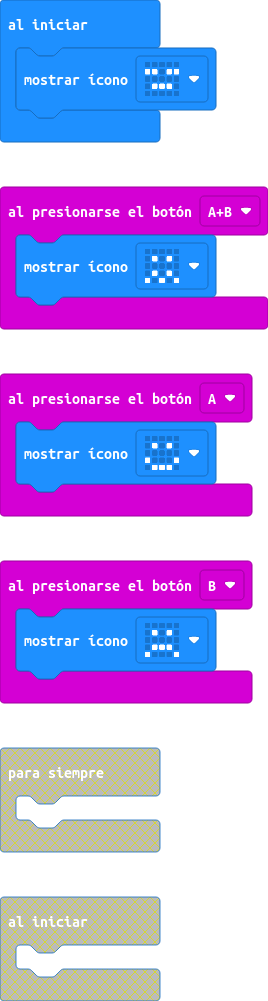 al iniciar
mostrar ícono
al presionarse el botón A+B
mostrar ícono
al presionarse el botón A
mostrar ícono
al presionarse el botón B
mostrar ícono
para siempre
al iniciar